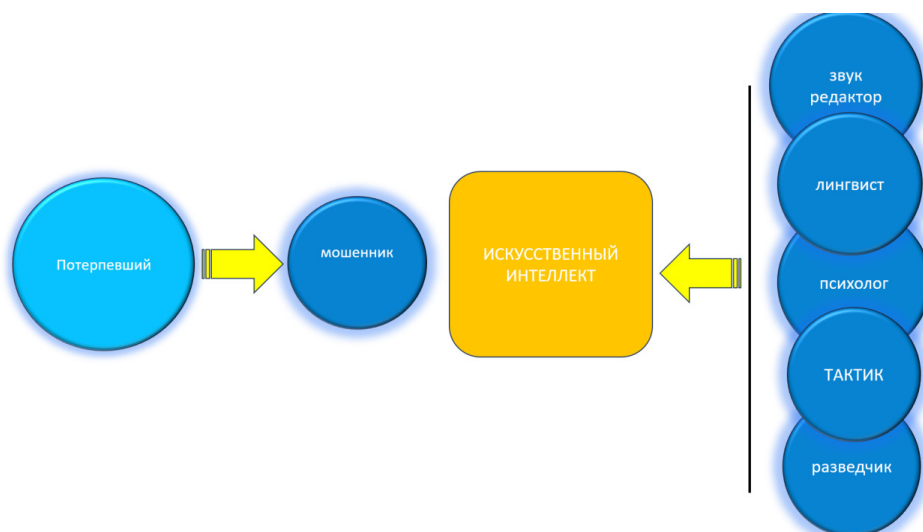 Потерпевший
мошенник
ИСКУССТВЕННЫЙ
ИНТЕЛЛЕКТ
звук
редактор
лингвист
психолог
ТАКТИК
разведчик